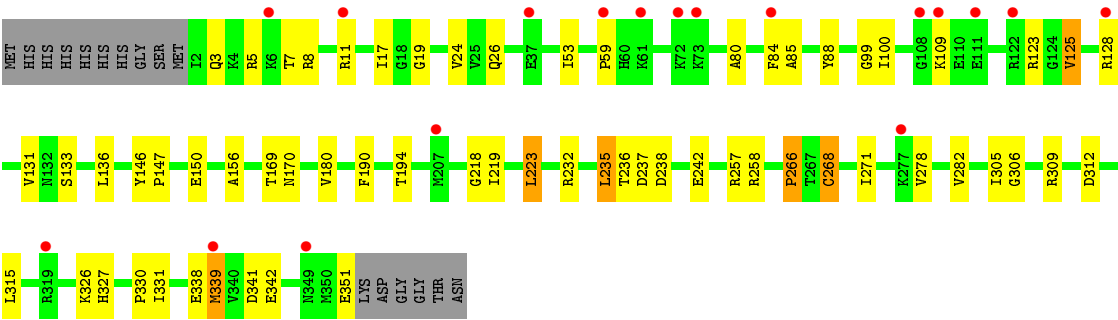 MET HIS HIS HIS HIS HIS HIS GLY SER MET I2 Q3 K4 R5 K6 T7 R8 R11 I17 G18 G19 V24 V25 Q26 E37 I53 P59 H60 K61 K72 K73 A80 F84 A85 Y88 G99 I100 G108 K109 E110 E111 R122 R123 G124 V125 R128
V131 N132 S133 L136 Y146 P147 E150 A156 T169 N170 V180 F190 T194 M207 G218 I219 L223 R232 L235 T236 D237 D238 E242 R257 R258 P266 T267 C268 I271 K277 V278 V282 I305 G306 R309 D312
L315 R319 K326 H327 P330 I331 E338 M339 V340 D341 E342 N349 M350 E351 LYS ASP GLY GLY THR ASN